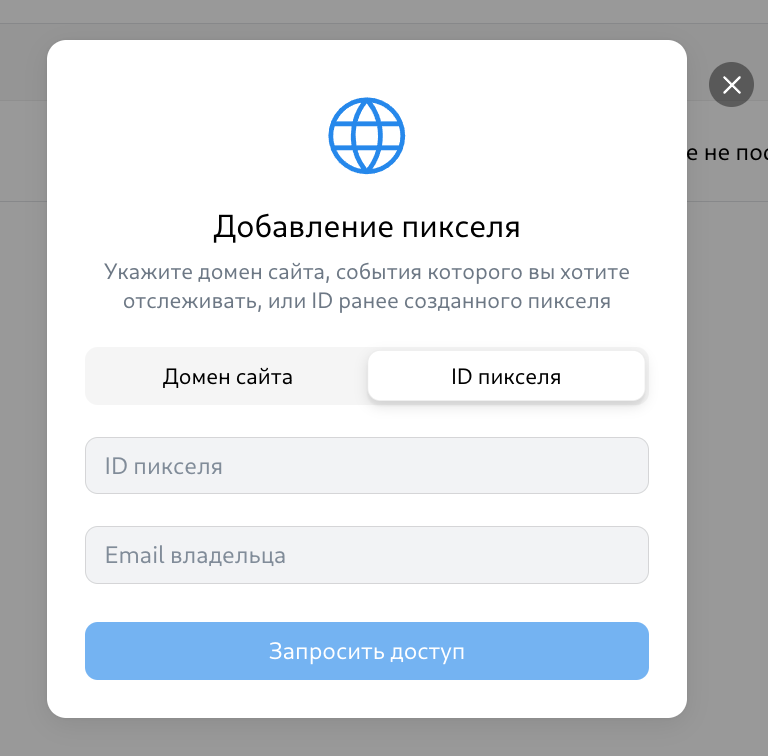 е не пос
Добавление пикселя
Укажите домен сайта, события которого вы хотите
отслеживать, или ID ранее созданного пикселя
Домен сайта
ID пикселя
ID пикселя
Email владельца
Запросить доступ